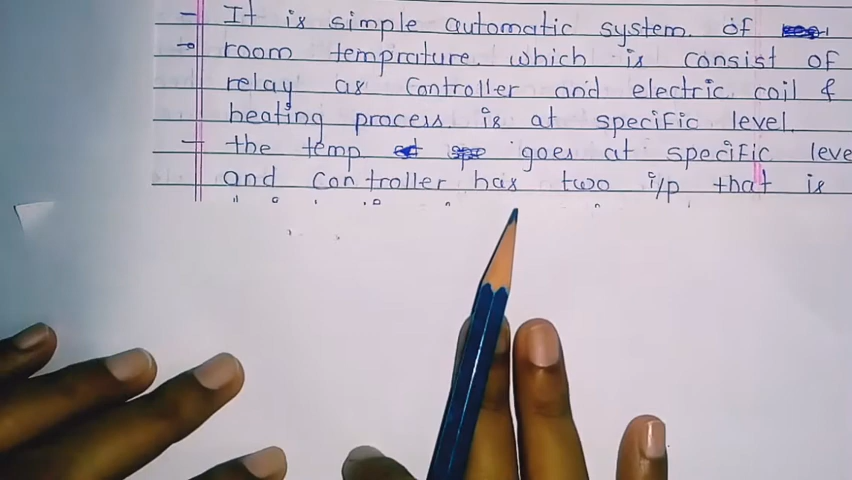 - It is simple automatic system. of
→ room temprature. which is consist of
relay as controller and electric coil &
heating process. is at specific level.
- the temp goes at specific leve
and controller has two i/p that is